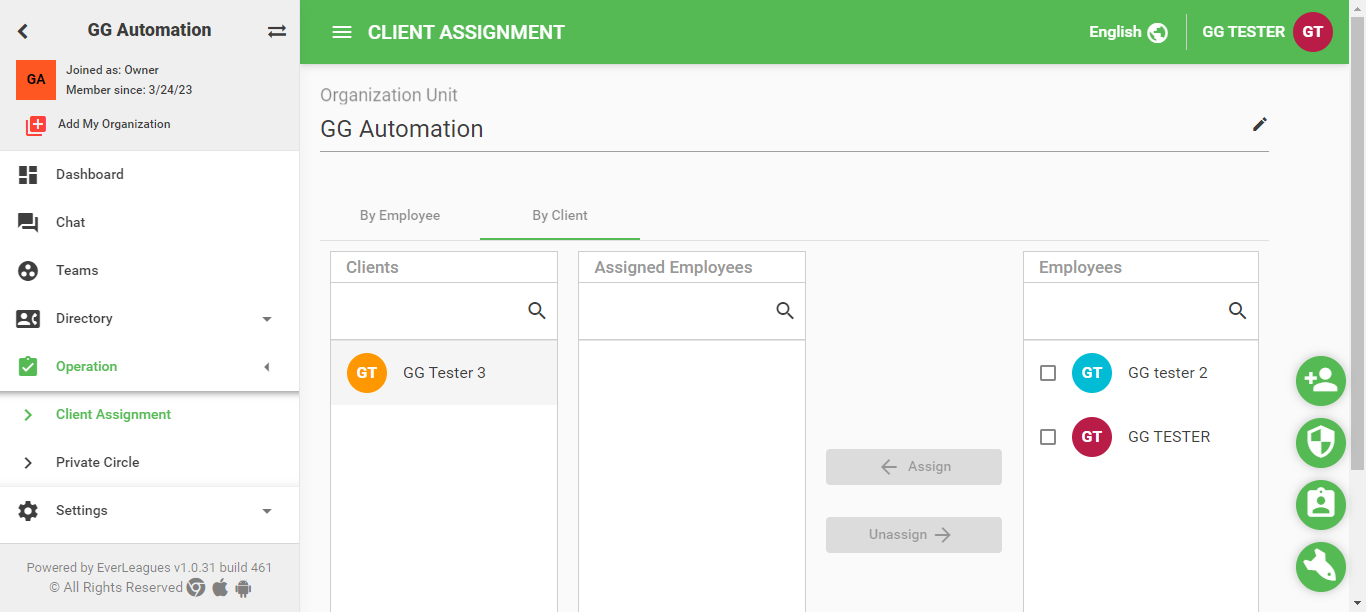 GG Automation
GA
Joined as: Owner
Member since: 3/24/23
Add My Organization
Dashboard
Chat
Teams
Directory
Operation
Client Assignment
Private Circle
Settings
Powered by EverLeagues v1.0.31 build 461
© All Rights Reserved
CLIENT ASSIGNMENT
English
GG TESTER
GT
Organization Unit
GG Automation
By Employee
By Client
Clients
GT
GG Tester 3
Assigned Employees
Assign
Unassign
Employees
GT
GG tester 2
GT
GG TESTER